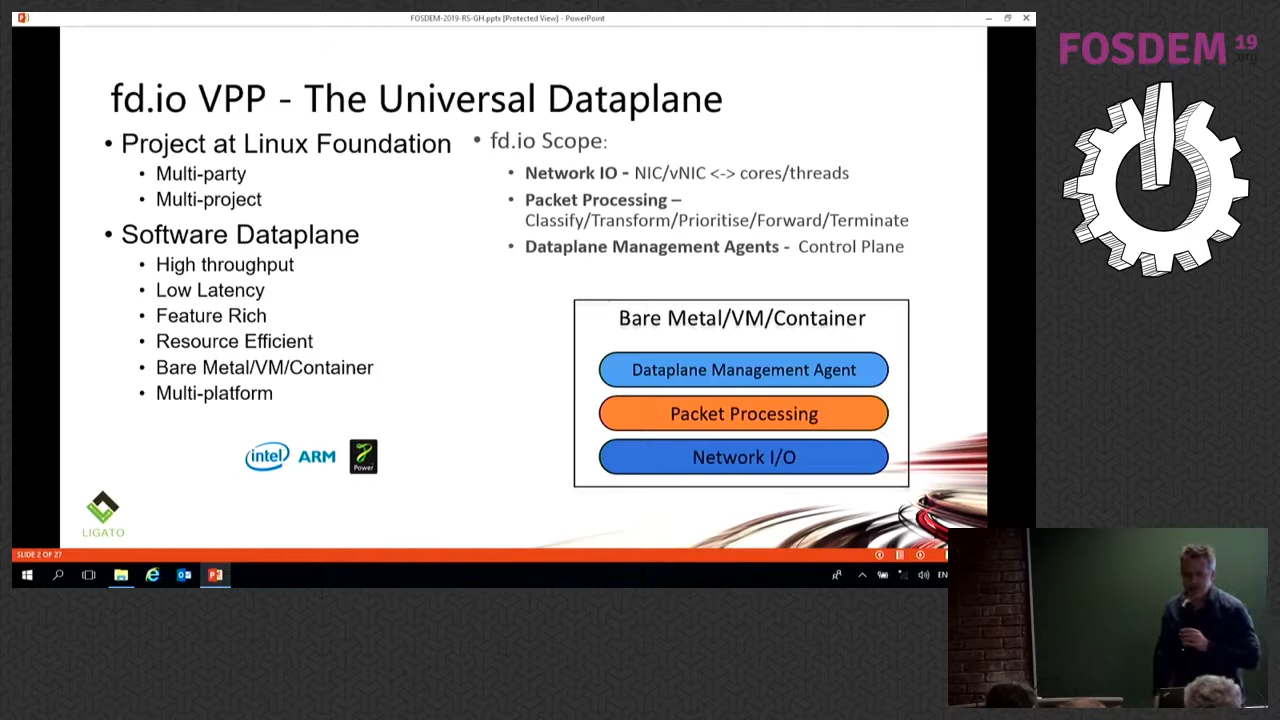 FOSDEM-2019-RS-GH.pptx [Protected View] - PowerPoint
FOSDEM 19
.org
fd.io VPP - The Universal Dataplane
• Project at Linux Foundation
• Multi-party
• Multi-project
• Software Dataplane
• High throughput
• Low Latency
• Feature Rich
• Resource Efficient
• Bare Metal/VM/Container
• Multi-platform
• fd.io Scope:
• Network IO - NIC/vNIC <-> cores/threads
• Packet Processing –
Classify/Transform/Prioritise/Forward/Terminate
• Dataplane Management Agents - Control Plane
Bare Metal/VM/Container
Dataplane Management Agent
Packet Processing
Network I/O
intel ARM Power
LIGATO
SLIDE 2 OF 27
EN